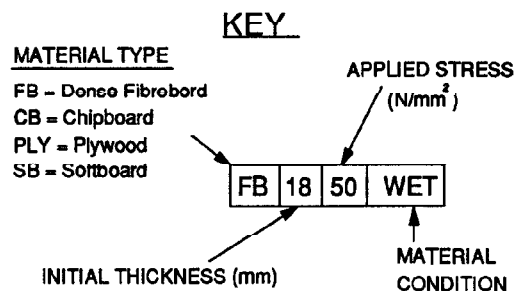 KEY
MATERIAL TYPE
FB – Donso Fibrobord
CB = Chipboard
PLY = Plywood
SB = Softboard
APPLIED STRESS
(N/mm²)
FB 18 50 WET
INITIAL THICKNESS (mm)
MATERIAL
CONDITION